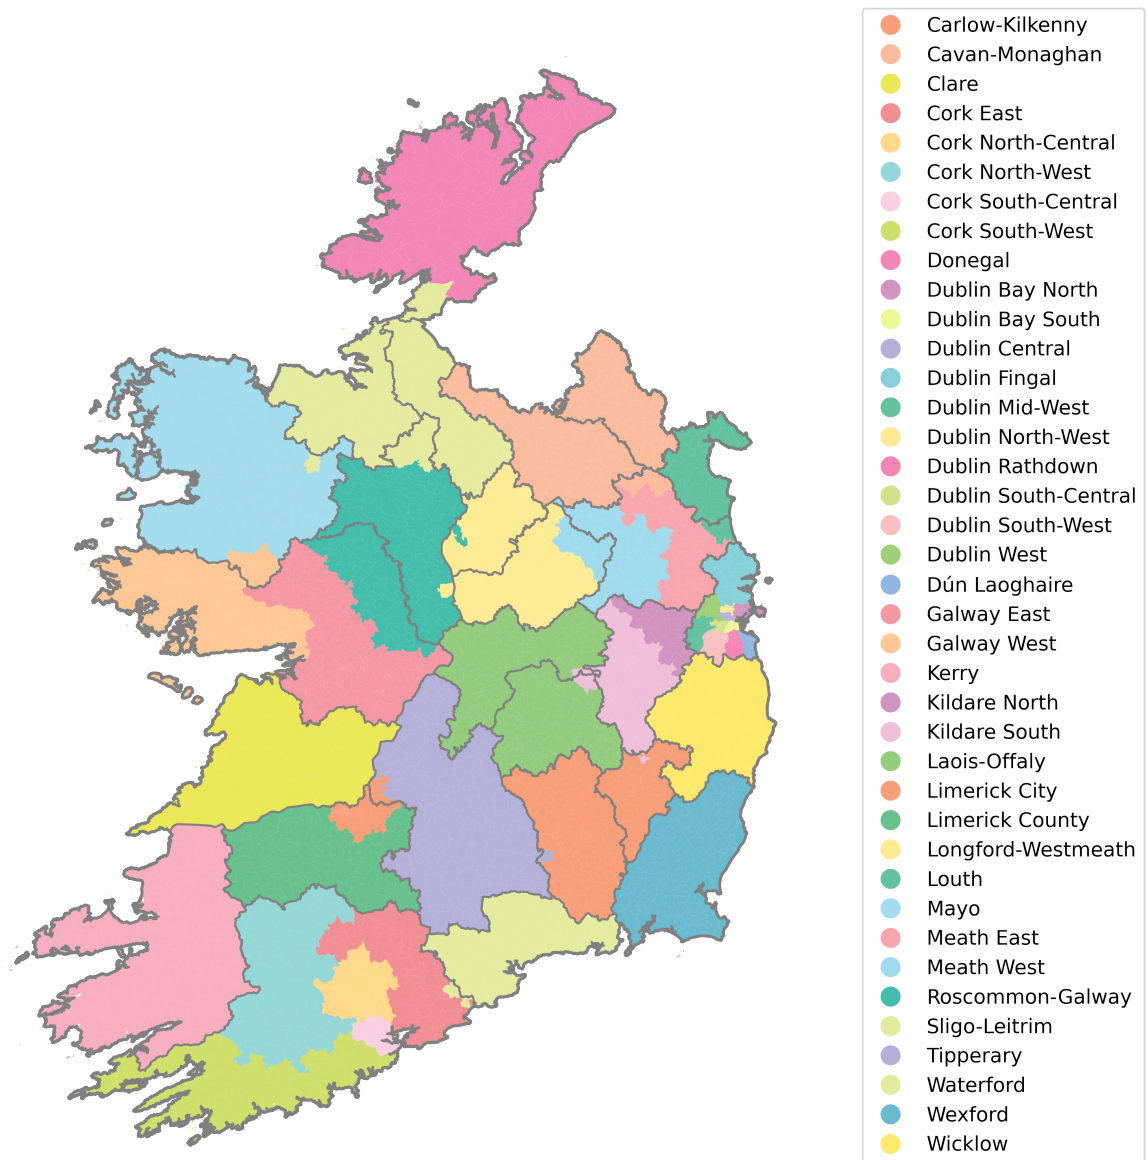 Carlow-Kilkenny
Cavan-Monaghan
Clare
Cork East
Cork North-Central
Cork North-West
Cork South-Central
Cork South-West
Donegal
Dublin Bay North
Dublin Bay South
Dublin Central
Dublin Fingal
Dublin Mid-West
Dublin North-West
Dublin Rathdown
Dublin South-Central
Dublin South-West
Dublin West
Dún Laoghaire
Galway East
Galway West
Kerry
Kildare North
Kildare South
Laois-Offaly
Limerick City
Limerick County
Longford-Westmeath
Louth
Mayo
Meath East
Meath West
Roscommon-Galway
Sligo-Leitrim
Tipperary
Waterford
Wexford
Wicklow